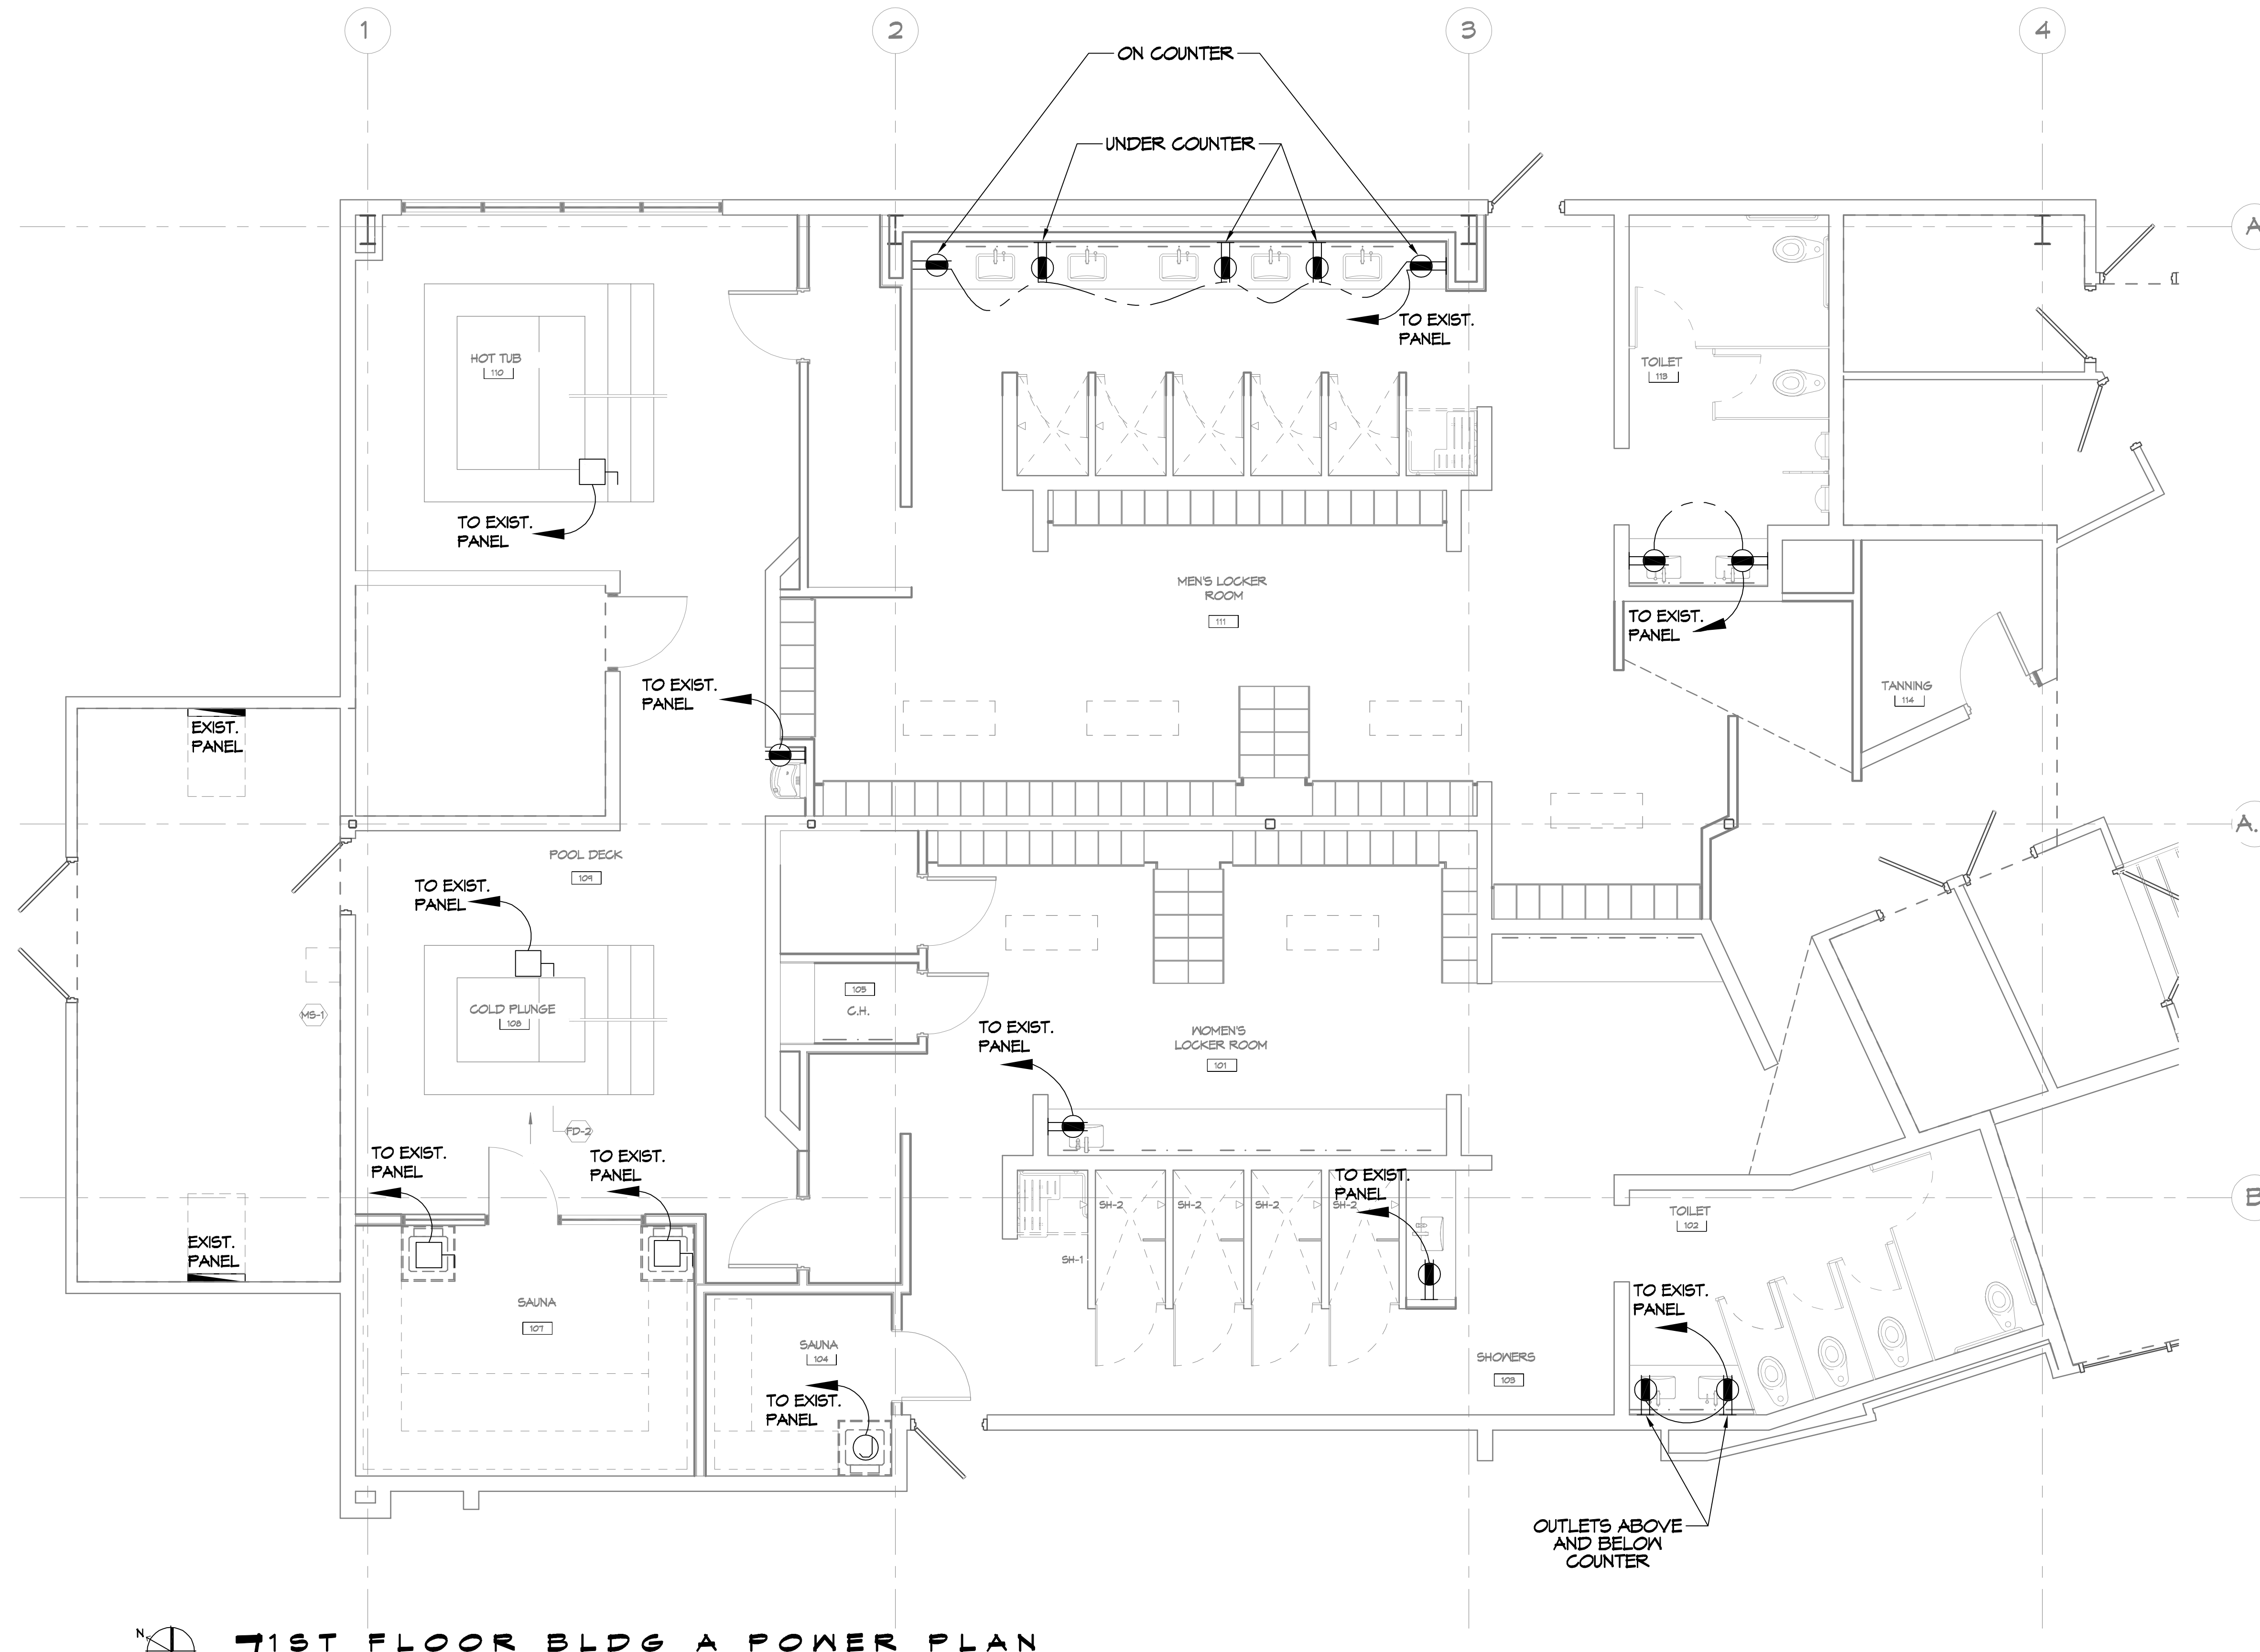 1
2
3
4
ON COUNTER
UNDER COUNTER
A
TO EXIST.
PANEL
HOT TUB
110
TOILET
113
TO EXIST.
PANEL
MEN'S LOCKER
ROOM
111
TO EXIST.
PANEL
TO EXIST.
PANEL
TANNING
114
EXIST.
PANEL
A.
POOL DECK
109
TO EXIST.
PANEL
105
C.H.
COLD PLUNGE
108
MS-1
TO EXIST.
PANEL
WOMEN'S
LOCKER ROOM
101
FD-2
TO EXIST.
PANEL
TO EXIST.
PANEL
TO EXIST.
PANEL
B
SH-2
SH-2
SH-2
SH-2
TOILET
102
EXIST.
PANEL
SH-1
SAUNA
107
TO EXIST.
PANEL
SAUNA
104
SHOWERS
103
TO EXIST.
PANEL
OUTLETS ABOVE
AND BELOW
COUNTER
N
1ST FLOOR BLDG A POWER PLAN